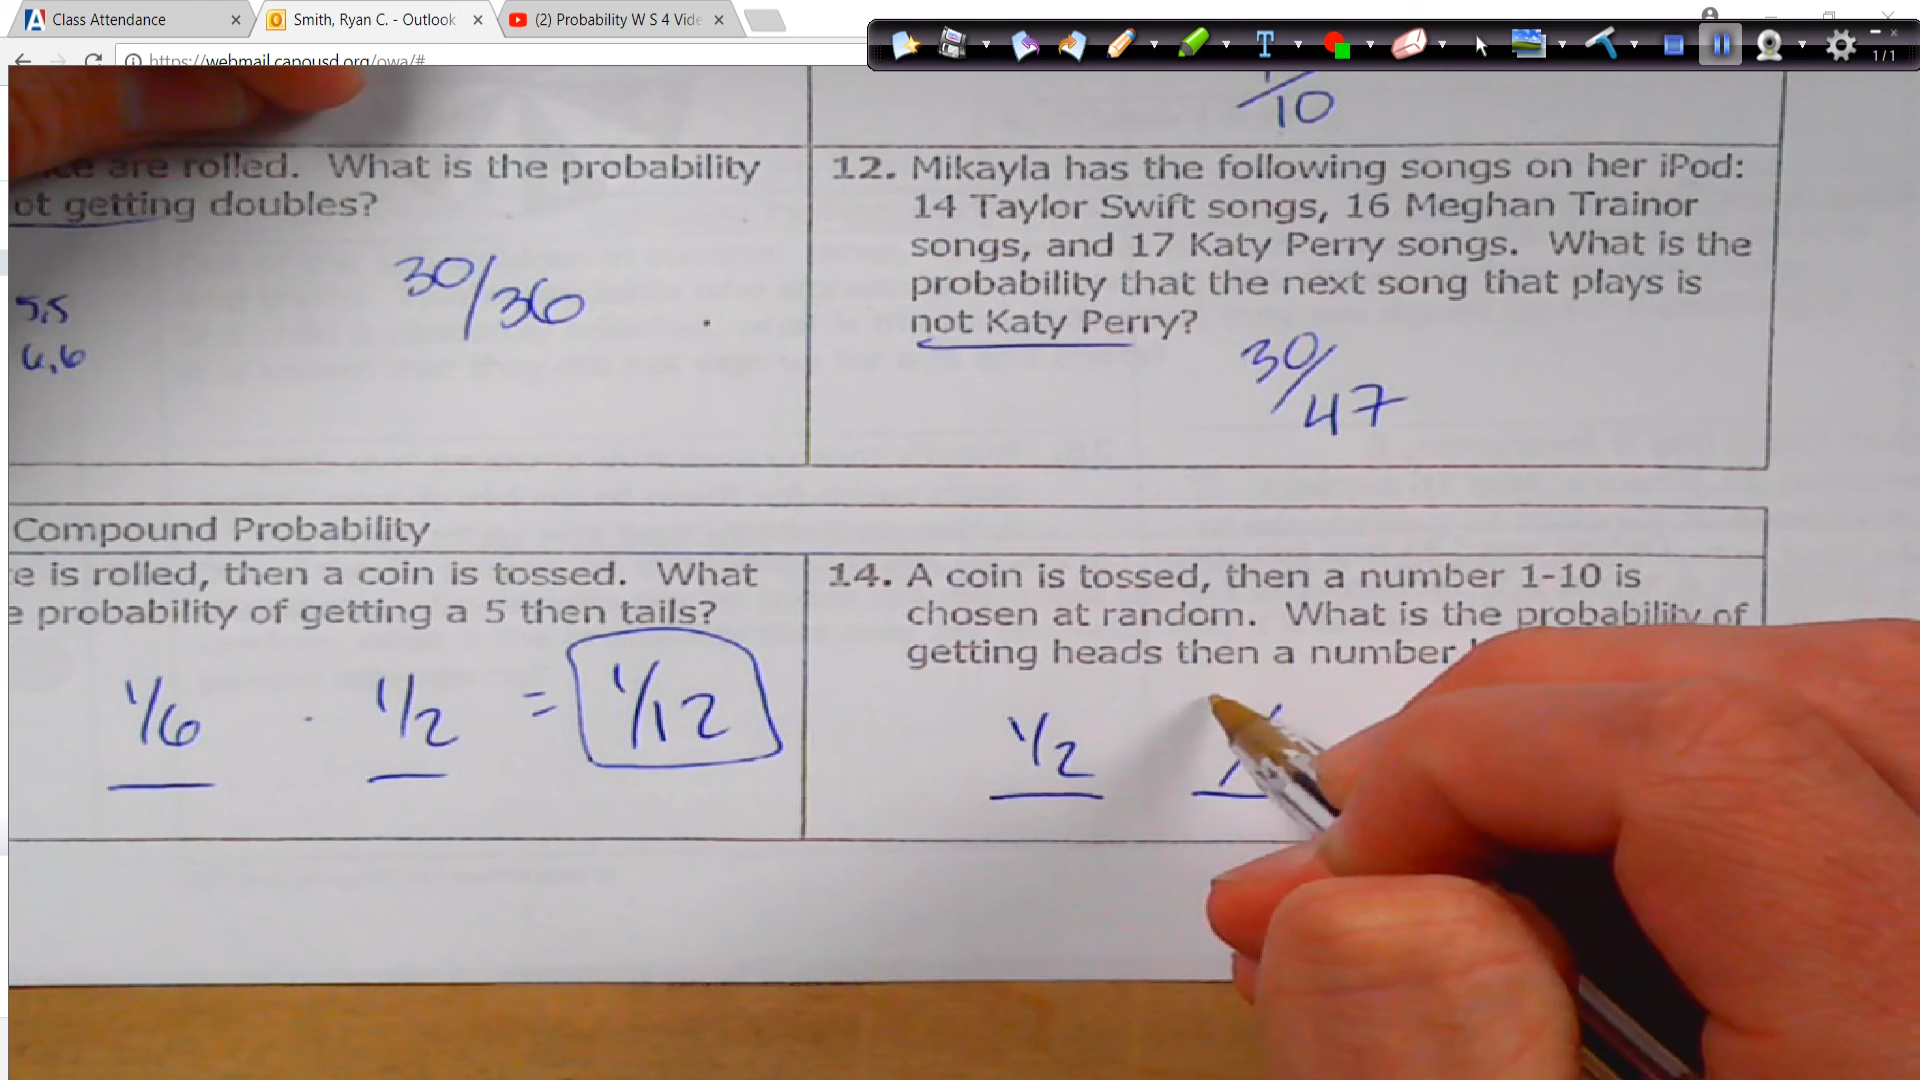 Class Attendance
Smith, Ryan C. - Outlook
(2) Probability W S 4 Vide
https://webmail.capousd.org/owa/#
T
1/1
10
are rolled. What is the probability
ot getting doubles?
5,5
6,6
30/36
12. Mikayla has the following songs on her iPod:
14 Taylor Swift songs, 16 Meghan Trainor
songs, and 17 Katy Perry songs. What is the
probability that the next song that plays is
not Katy Perry?
30/47
Compound Probability
e is rolled, then a coin is tossed. What
e probability of getting a 5 then tails?
1/6 · 1/2 = 1/12
14. A coin is tossed, then a number 1-10 is
chosen at random. What is the probability of
getting heads then a number
1/2